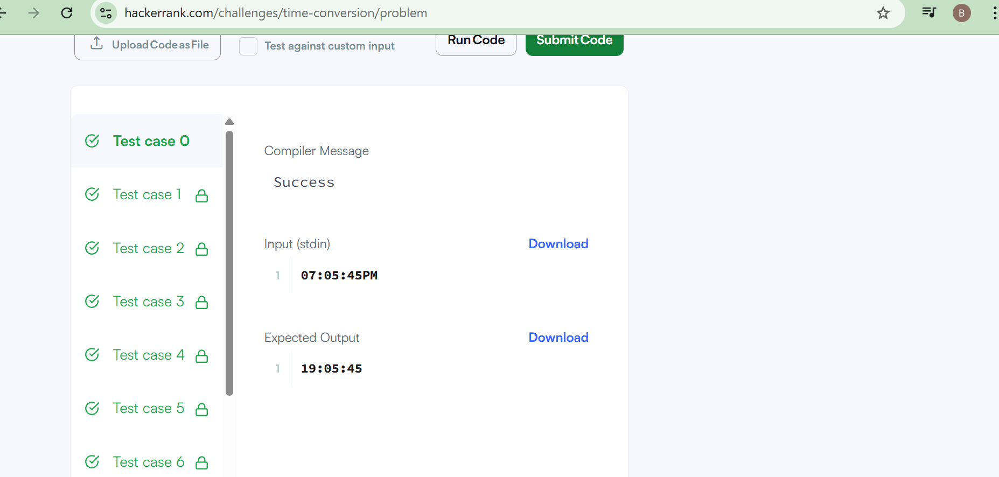 hackerrank.com/challenges/time-conversion/problem
B
Upload Code as File
Test against custom input
Run Code
Submit Code
Test case 0
Test case 1
Test case 2
Test case 3
Test case 4
Test case 5
Test case 6
Compiler Message
Success
Input (stdin)
Download
1 07:05:45PM
Expected Output
Download
1 19:05:45